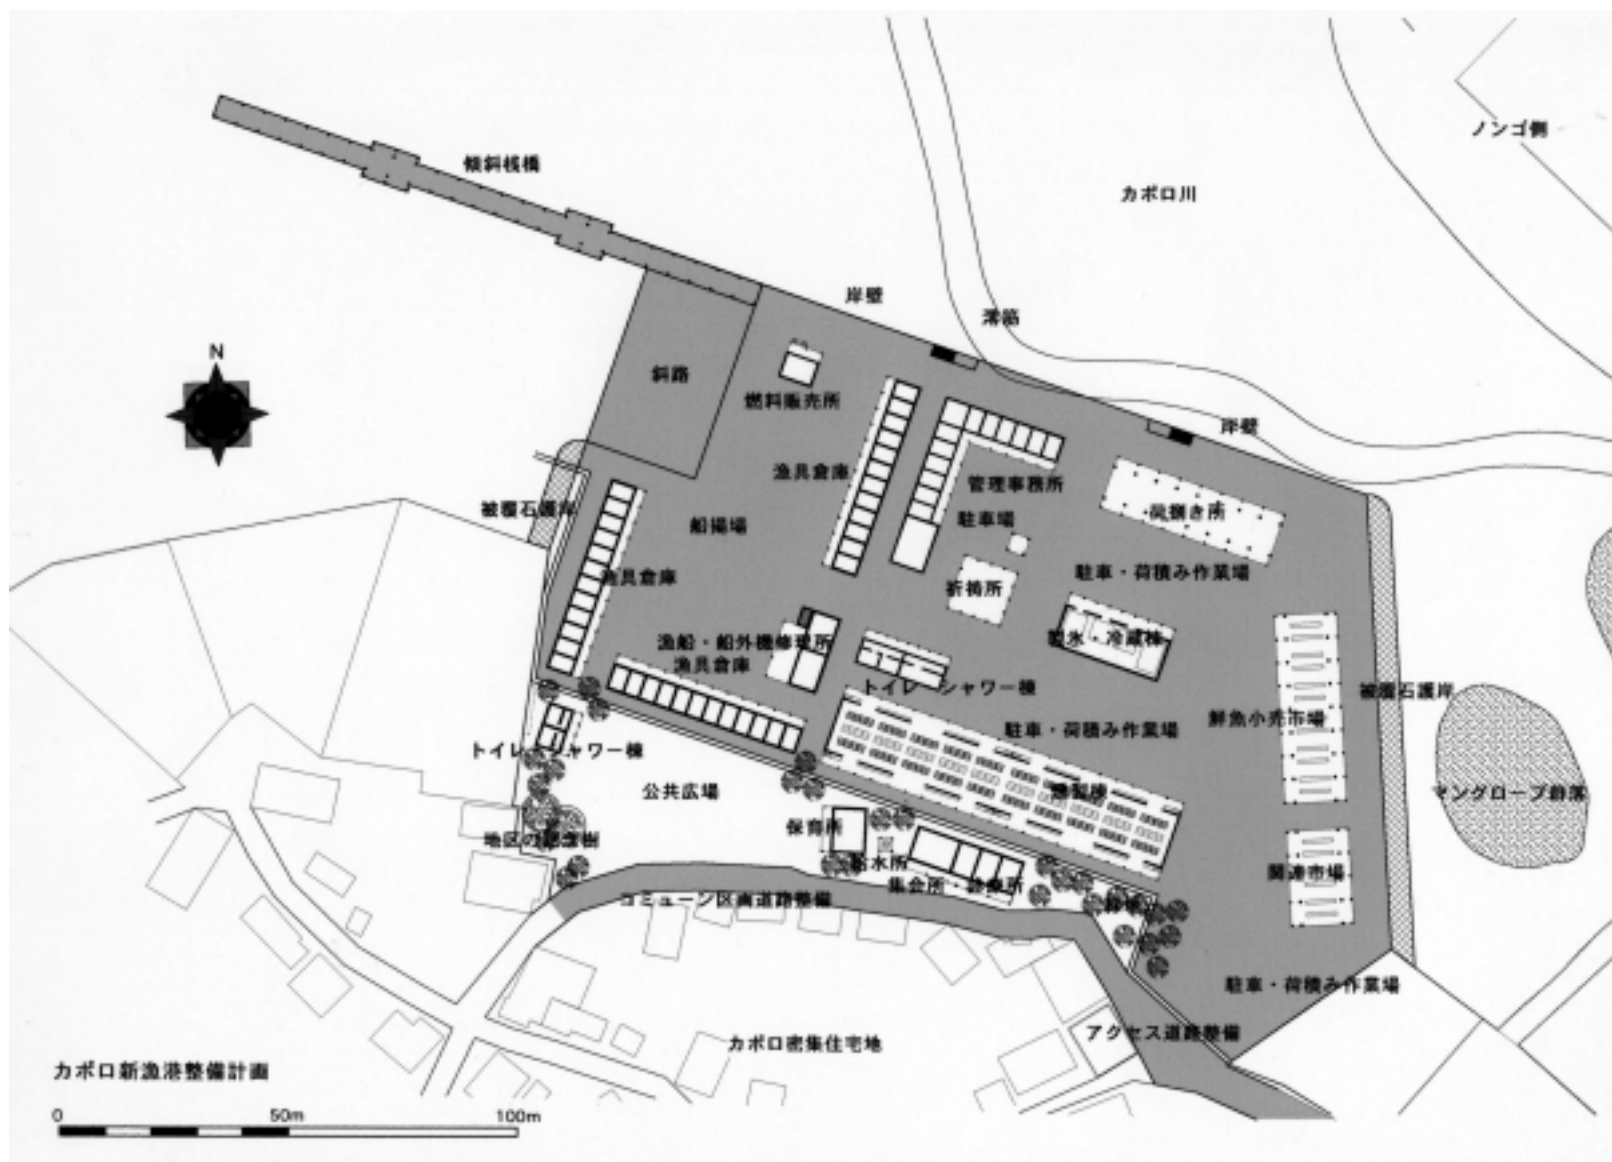 ノンゴ側
傾斜桟橋
カポロ川
岸壁
澪筋
N
斜路
燃料販売所
岸壁
漁具倉庫
管理事務所
被覆石護岸
荷捌き所
駐車場
船揚場
漁具倉庫
祈祷所
駐車・荷積み作業場
漁船・船外機修理所
製氷・冷蔵棟
漁具倉庫
トイレ・シャワー棟
被覆石護岸
鮮魚小売市場
駐車・荷積み作業場
トイレ・シャワー棟
公共広場
燻製棟
マングローブ群落
保育所
地区の記念樹
給水所
関連市場
集会所・診療所
コミューン区画道路整備
駐車・荷積み作業場
アクセス道路整備
カポロ密集住宅地
カポロ新漁港整備計画
0 50m 100m